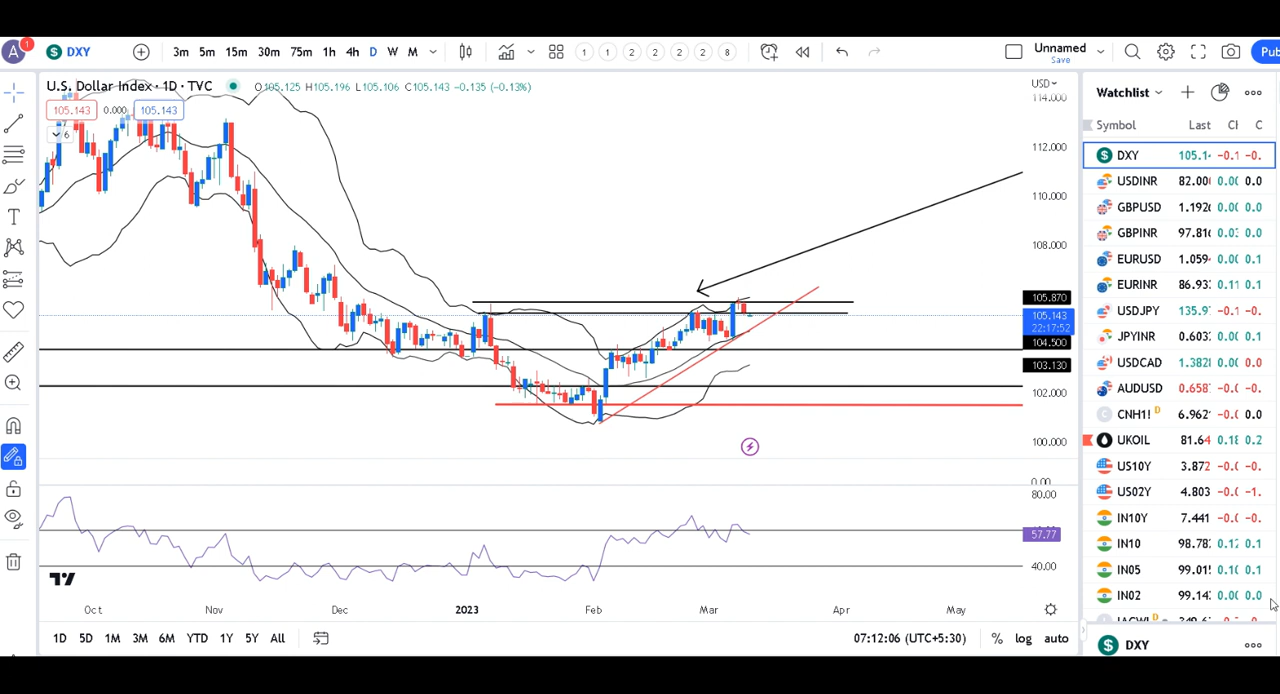 A 1 $ DXY 3m 5m 15m 30m 75m 1h 4h D W M 1 1 2 2 2 2 8 Unnamed Save Pub
U.S. Dollar Index · 1D · TVC O105.125 H105.196 L105.106 C105.143 −0.135 (−0.13%)
105.143 0.000 105.143
6
USD
114.000
112.000
110.000
108.000
105.870
105.143
22:17:52
104.500
103.130
102.000
100.000
0.00
80.00
57.77
40.00
Oct Nov Dec 2023 Feb Mar Apr May
1D 5D 1M 3M 6M YTD 1Y 5Y All 07:12:06 (UTC+5:30) % log auto
Watchlist
Symbol Last C
DXY 105.1 -0.1 -0.
USDINR 82.00 0.00 0.0
GBPUSD 1.192 0.00 0.0
GBPINR 97.81 0.03 0.0
EURUSD 1.059 0.00 0.1
EURINR 86.93 0.11 0.1
USDJPY 135.9 -0.1 -0.
JPYINR 0.603 0.00 0.1
USDCAD 1.382 0.00 0.0
AUDUSD 0.658 0.00 0.1
CNH1! D 6.962 -0.0 0.0
UKOIL 81.64 0.18 0.2
US10Y 3.872 -0.0 -0.
US02Y 4.803 -0.0 -1.
IN10Y 7.441 -0.0 -0.
IN10 98.78 0.12 0.1
IN05 99.01 0.10 0.1
IN02 99.14 0.00 0.0
$ DXY